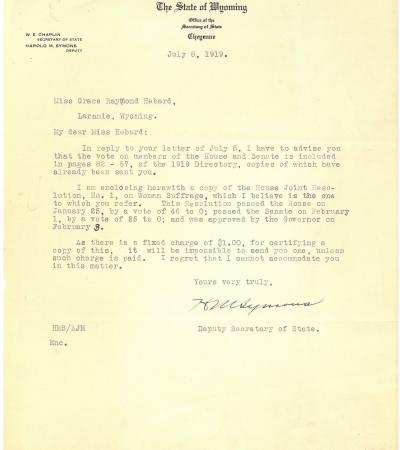 The State of Wyoming
Office of the
Secretary of State
Cheyenne
W. E. CHAPLIN
SECRETARY OF STATE
HAROLD M. SYMONS
DEPUTY
July 8, 1919.
Miss Grace Raymond Hebard,
Laramie, Wyoming.
My dear Miss Hebard:
In reply to your letter of July 5, I have to advise you
that the vote on members of the House and Senate is included
in pages 82 - 87, of the 1919 Directory, copies of which have
already been sent you.
I am enclosing herewith a copy of the House Joint Reso-
lution, No. 1, on Woman Suffrage, which I believe is the one
to which you refer. This Resolution passed the House on
January 25, by a vote of 46 to 0; passed the Senate on February
1, by a vote of 25 to 0; and was approved by the Governor on
February 3.
As there is a fixed charge of $1.00, for certifying a
copy of this, it will be impossible to send you one, unless
such charge is paid. I regret that I cannot accommodate you
in this matter.
Yours very truly,
H M Symons
HMS/AJM
Deputy Secretary of State.
Enc.